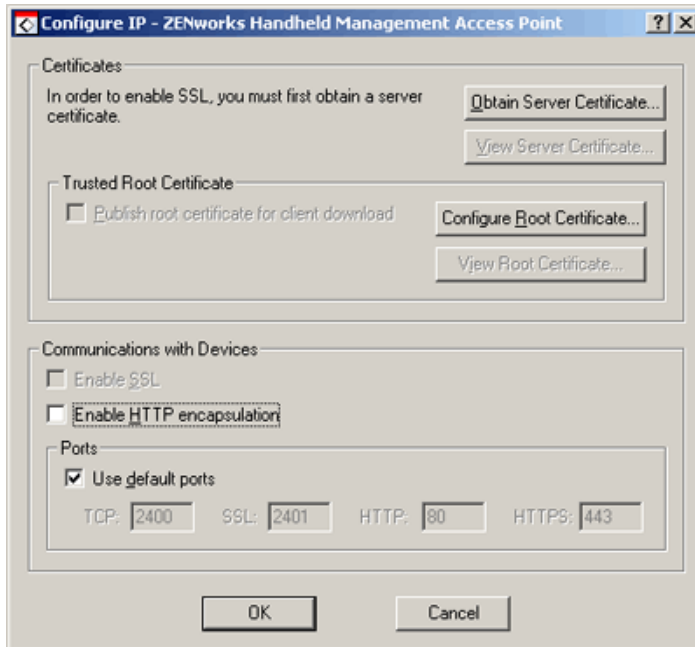 Configure IP - ZENworks Handheld Management Access Point
Certificates
In order to enable SSL, you must first obtain a server
certificate.
Obtain Server Certificate...
View Server Certificate...
Trusted Root Certificate
Publish root certificate for client download
Configure Root Certificate...
View Root Certificate...
Communications with Devices
Enable SSL
Enable HTTP encapsulation
Ports
Use default ports
TCP: 2400 SSL: 2401 HTTP: 80 HTTPS: 443
OK Cancel